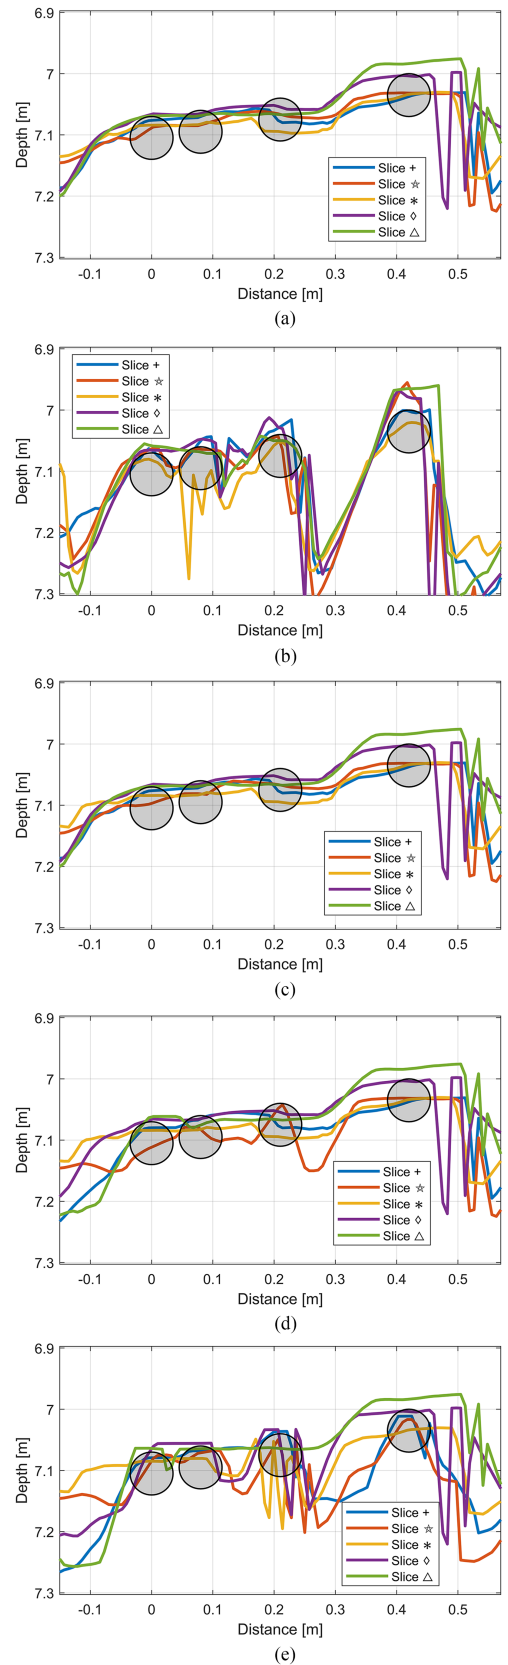 6.9
7
7.1
7.2
7.3
Depth [m]
-0.1 0 0.1 0.2 0.3 0.4 0.5
Distance [m]
Slice +
Slice ☆
Slice ∗
Slice ◊
Slice △
(a)
6.9
7
7.1
7.2
7.3
Depth [m]
-0.1 0 0.1 0.2 0.3 0.4 0.5
Distance [m]
Slice +
Slice ☆
Slice ∗
Slice ◊
Slice △
(b)
6.9
7
7.1
7.2
7.3
Depth [m]
-0.1 0 0.1 0.2 0.3 0.4 0.5
Distance [m]
Slice +
Slice ☆
Slice ∗
Slice ◊
Slice △
(c)
6.9
7
7.1
7.2
7.3
Depth [m]
-0.1 0 0.1 0.2 0.3 0.4 0.5
Distance [m]
Slice +
Slice ☆
Slice ∗
Slice ◊
Slice △
(d)
6.9
7
7.1
7.2
7.3
Depth [m]
-0.1 0 0.1 0.2 0.3 0.4 0.5
Distance [m]
Slice +
Slice ☆
Slice ∗
Slice ◊
Slice △
(e)